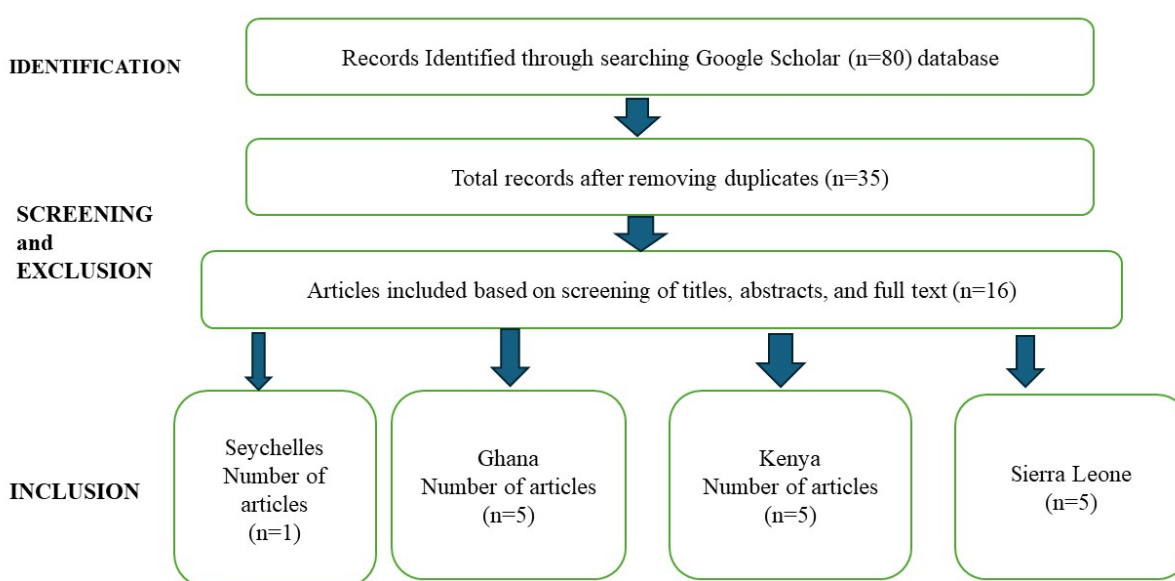 IDENTIFICATION
Records Identified through searching Google Scholar (n=80) database
Total records after removing duplicates (n=35)
SCREENING
and
EXCLUSION
Articles included based on screening of titles, abstracts, and full text (n=16)
INCLUSION
Seychelles
Number of
articles
(n=1)
Ghana
Number of articles
(n=5)
Kenya
Number of articles
(n=5)
Sierra Leone
(n=5)